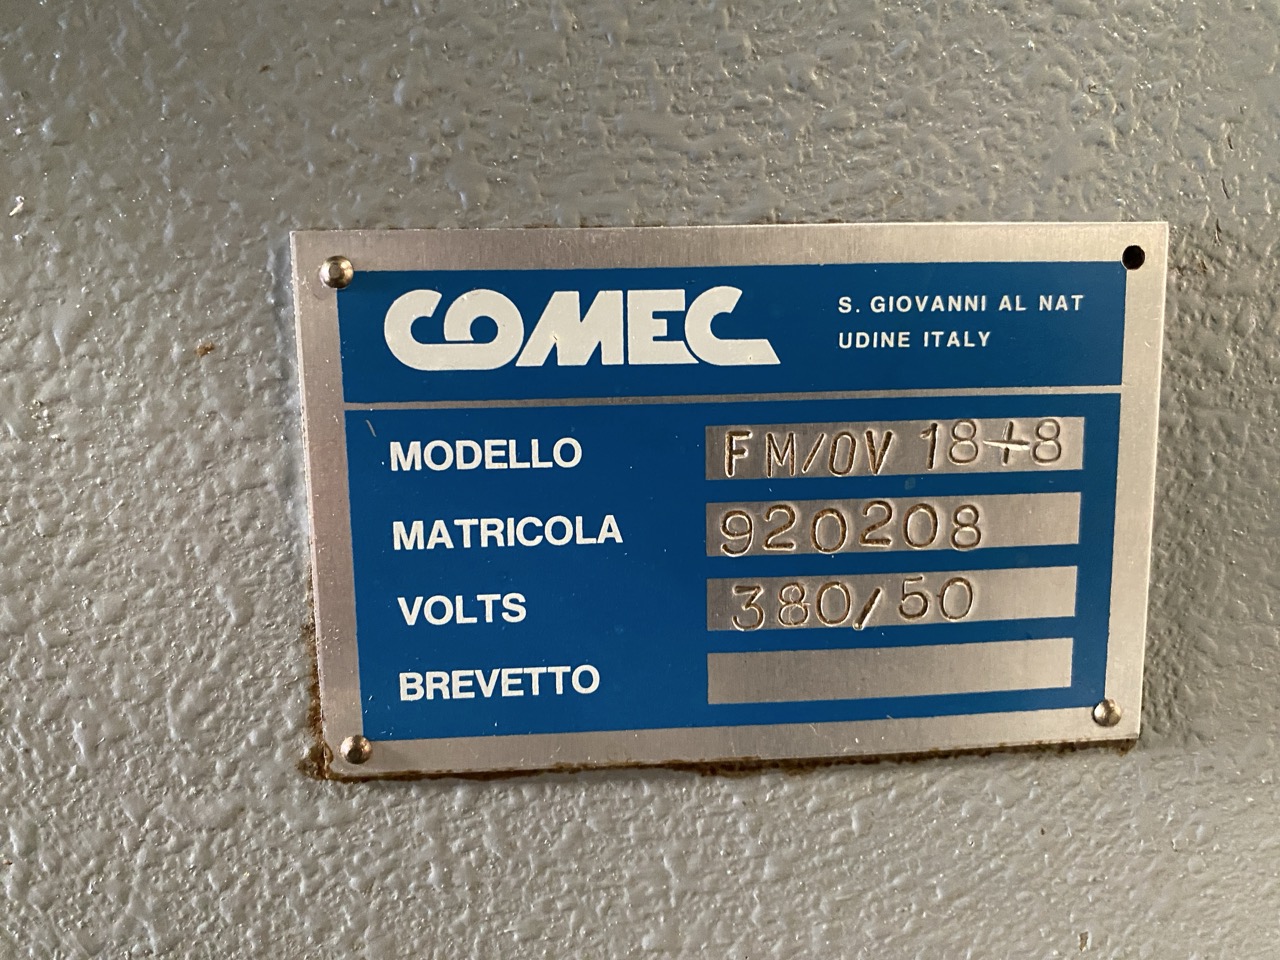 COMEC
S. GIOVANNI AL NAT
UDINE ITALY
MODELLO FM/OV 18+8
MATRICOLA 920208
VOLTS 380/50
BREVETTO